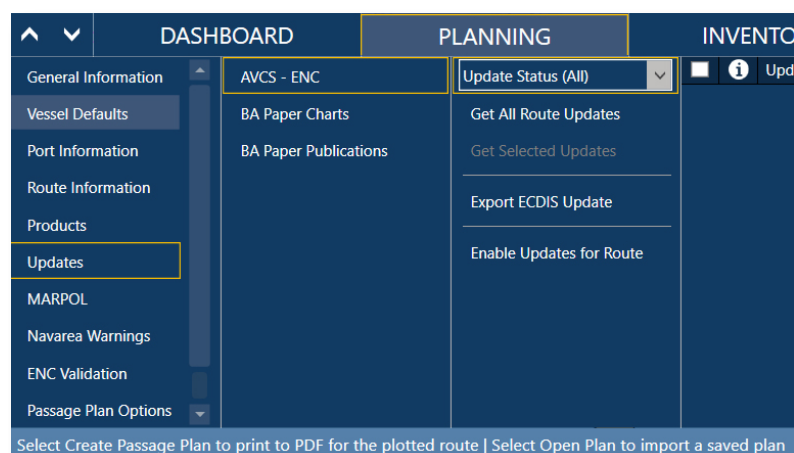 DASHBOARD
PLANNING
INVENTO
General Information
Vessel Defaults
Port Information
Route Information
Products
Updates
MARPOL
Navarea Warnings
ENC Validation
Passage Plan Options
AVCS - ENC
BA Paper Charts
BA Paper Publications
Update Status (All)
Get All Route Updates
Get Selected Updates
Export ECDIS Update
Enable Updates for Route
i Upd
Select Create Passage Plan to print to PDF for the plotted route | Select Open Plan to import a saved plan